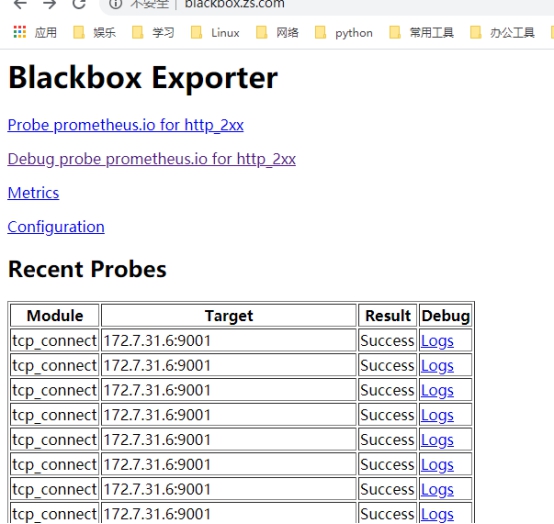 不安全 | blackbox.zs.com
应用 娱乐 学习 Linux 网络 python 常用工具 办公工具
Blackbox Exporter
Probe prometheus.io for http_2xx
Debug probe prometheus.io for http_2xx
Metrics
Configuration
Recent Probes
Module Target Result Debug
tcp_connect 172.7.31.6:9001 Success Logs
tcp_connect 172.7.31.6:9001 Success Logs
tcp_connect 172.7.31.6:9001 Success Logs
tcp_connect 172.7.31.6:9001 Success Logs
tcp_connect 172.7.31.6:9001 Success Logs
tcp_connect 172.7.31.6:9001 Success Logs
tcp_connect 172.7.31.6:9001 Success Logs
tcp_connect 172.7.31.6:9001 Success Logs